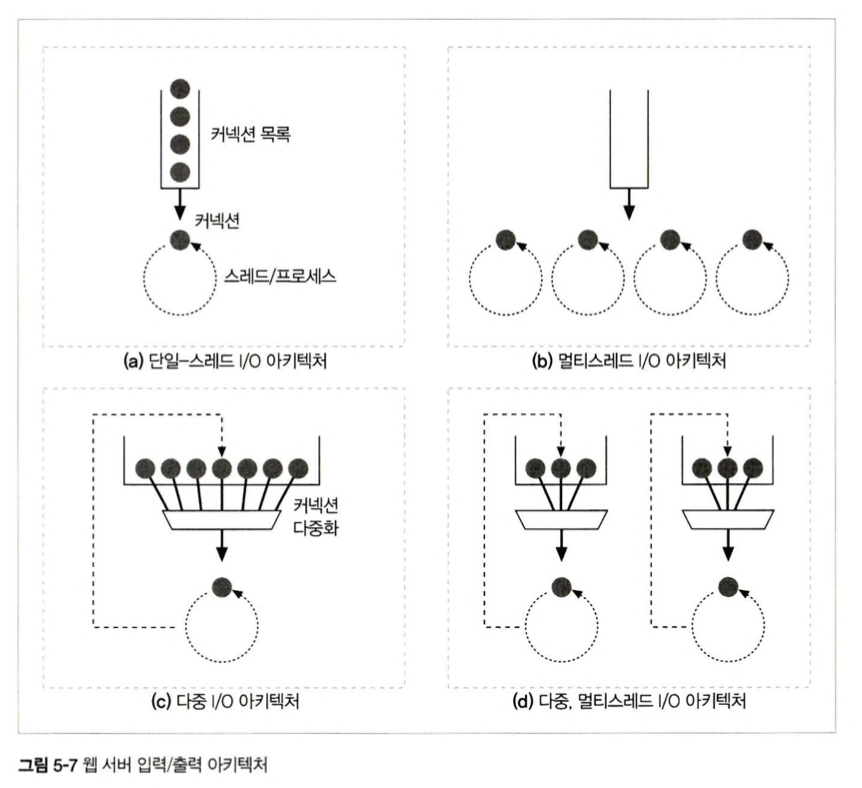 커넥션 목록
커넥션
스레드/프로세스
(a) 단일-스레드 I/O 아키텍처
(b) 멀티스레드 I/O 아키텍처
커넥션
다중화
(c) 다중 I/O 아키텍처
(d) 다중, 멀티스레드 I/O 아키텍처
그림 5-7 웹 서버 입력/출력 아키텍처